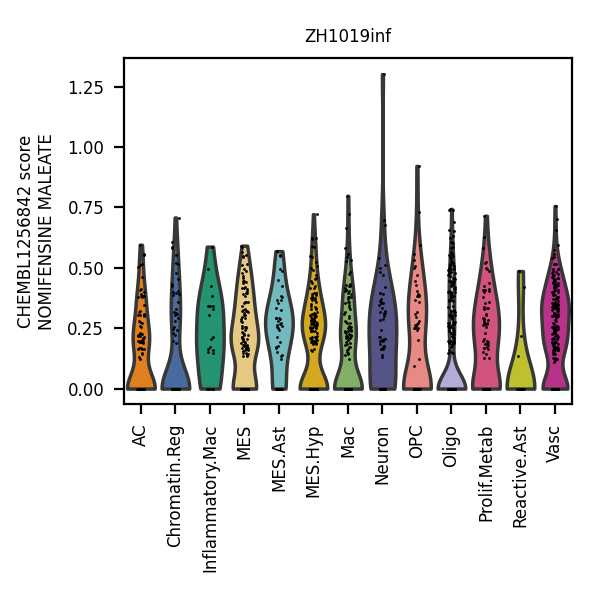 ZH1019inf
CHEMBL1256842 score
NOMIFENSINE MALEATE
1.25
1.00
0.75
0.50
0.25
0.00
AC
Chromatin.Reg
Inflammatory.Mac
MES
MES.Ast
MES.Hyp
Mac
Neuron
OPC
Oligo
Prolif.Metab
Reactive.Ast
Vasc